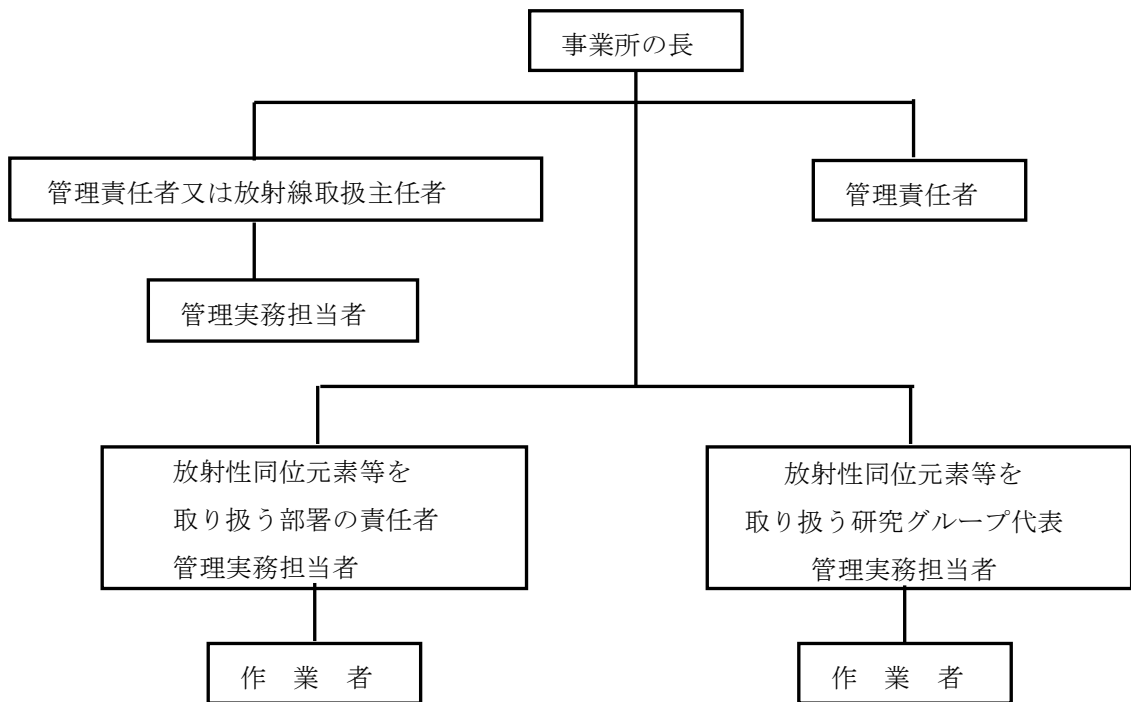 事業所の長
管理責任者又は放射線取扱主任者
管理責任者
管理実務担当者
放射性同位元素等を
取り扱う部署の責任者
管理実務担当者
放射性同位元素等を
取り扱う研究グループ代表
管理実務担当者
作　業　者
作　業　者